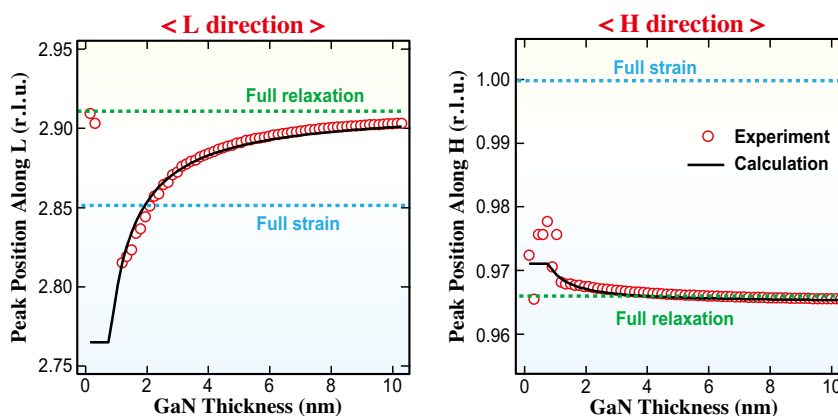 < L direction >
2.95
2.90
2.85
2.80
2.75
Peak Position Along L (r.l.u.)
Full relaxation
Full strain
0
2
4
6
8
10
GaN Thickness (nm)
< H direction >
1.00
0.99
0.98
0.97
0.96
Peak Position Along H (r.l.u.)
Full strain
Experiment
Calculation
Full relaxation
0
2
4
6
8
10
GaN Thickness (nm)